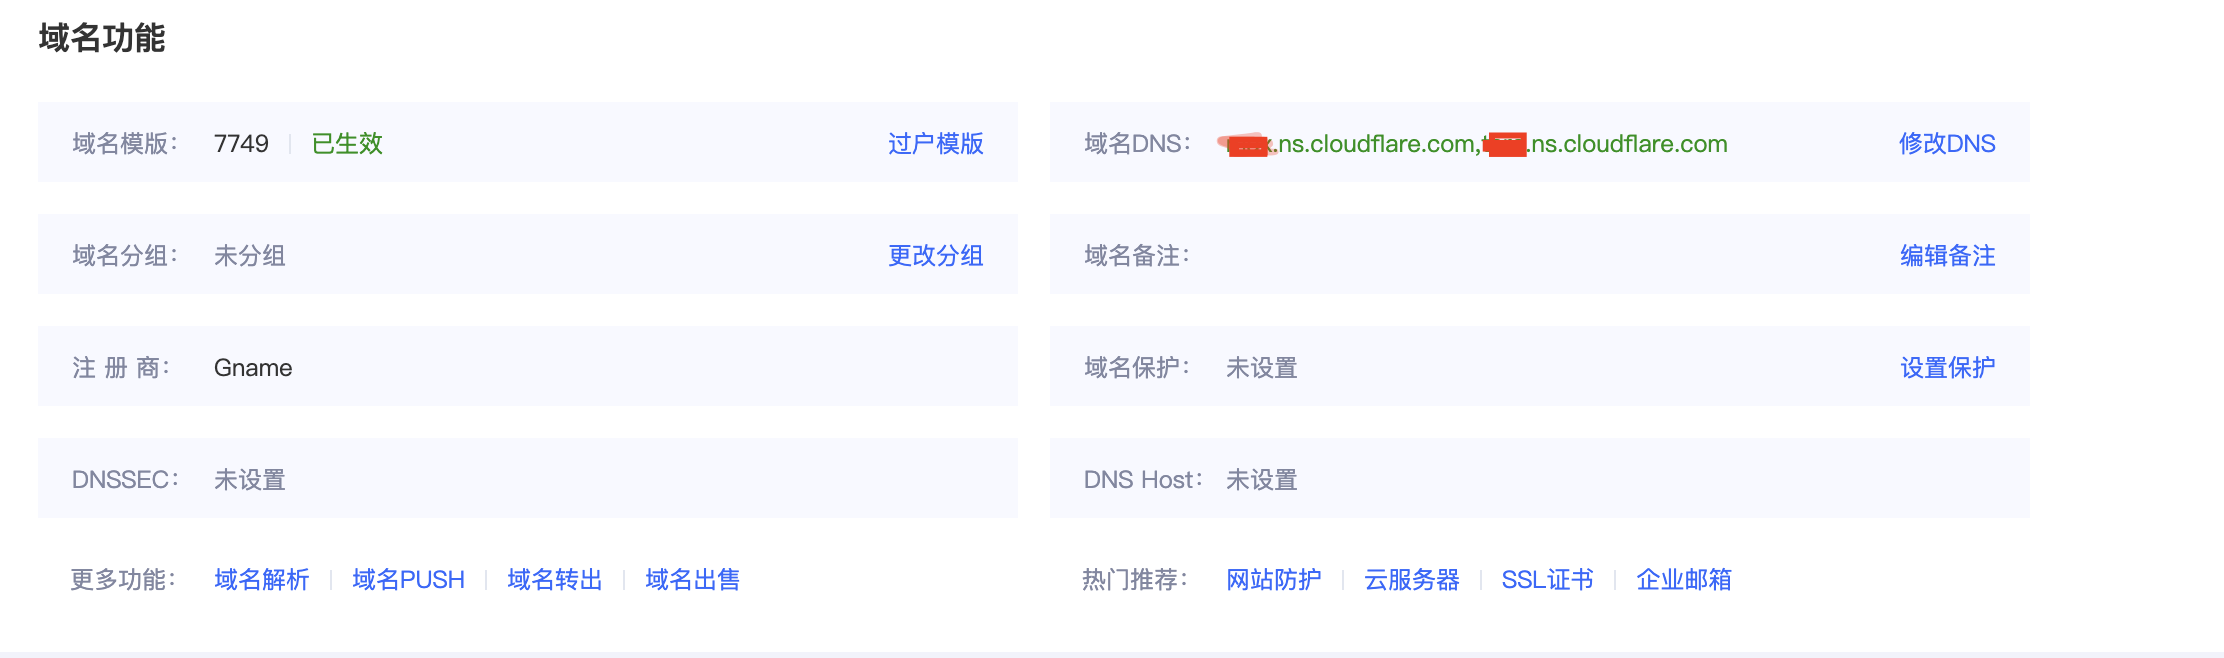 域名功能
域名模版： 7749 已生效 过户模版
域名DNS： .ns.cloudflare.com, .ns.cloudflare.com 修改DNS
域名分组： 未分组 更改分组
域名备注： 编辑备注
注 册 商： Gname
域名保护： 未设置 设置保护
DNSSEC： 未设置
DNS Host： 未设置
更多功能： 域名解析 域名PUSH 域名转出 域名出售
热门推荐： 网站防护 云服务器 SSL证书 企业邮箱